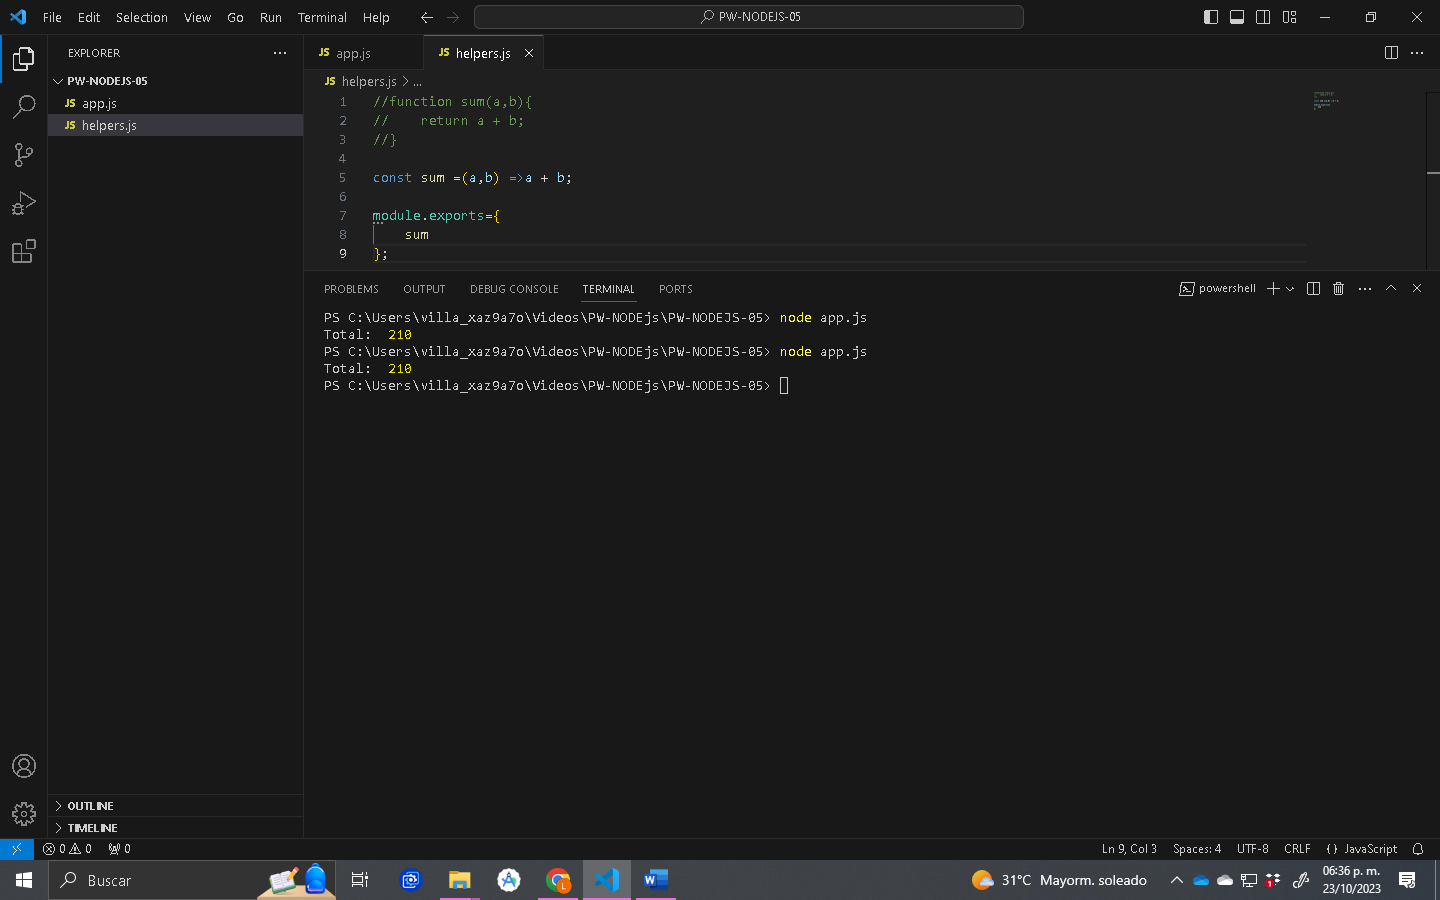 File Edit Selection View Go Run Terminal Help
PW-NODEJS-05
EXPLORER
PW-NODEJS-05
JS app.js
JS helpers.js
OUTLINE
TIMELINE
JS app.js
JS helpers.js
JS helpers.js > ...
1 //function sum(a,b){
2 //    return a + b;
3 //}
4
5 const sum =(a,b) =>a + b;
6
7 module.exports={
8     sum
9 };
PROBLEMS OUTPUT DEBUG CONSOLE TERMINAL PORTS
powershell
PS C:\Users\villa_xaz9a7o\Videos\PW-NODEjs\PW-NODEJS-05> node app.js
Total:  210
PS C:\Users\villa_xaz9a7o\Videos\PW-NODEjs\PW-NODEJS-05> node app.js
Total:  210
PS C:\Users\villa_xaz9a7o\Videos\PW-NODEjs\PW-NODEJS-05>
0 0 0
Ln 9, Col 3 Spaces: 4 UTF-8 CRLF {} JavaScript
Buscar
L
W
31°C Mayorm. soleado
1
06:36 p. m.
23/10/2023